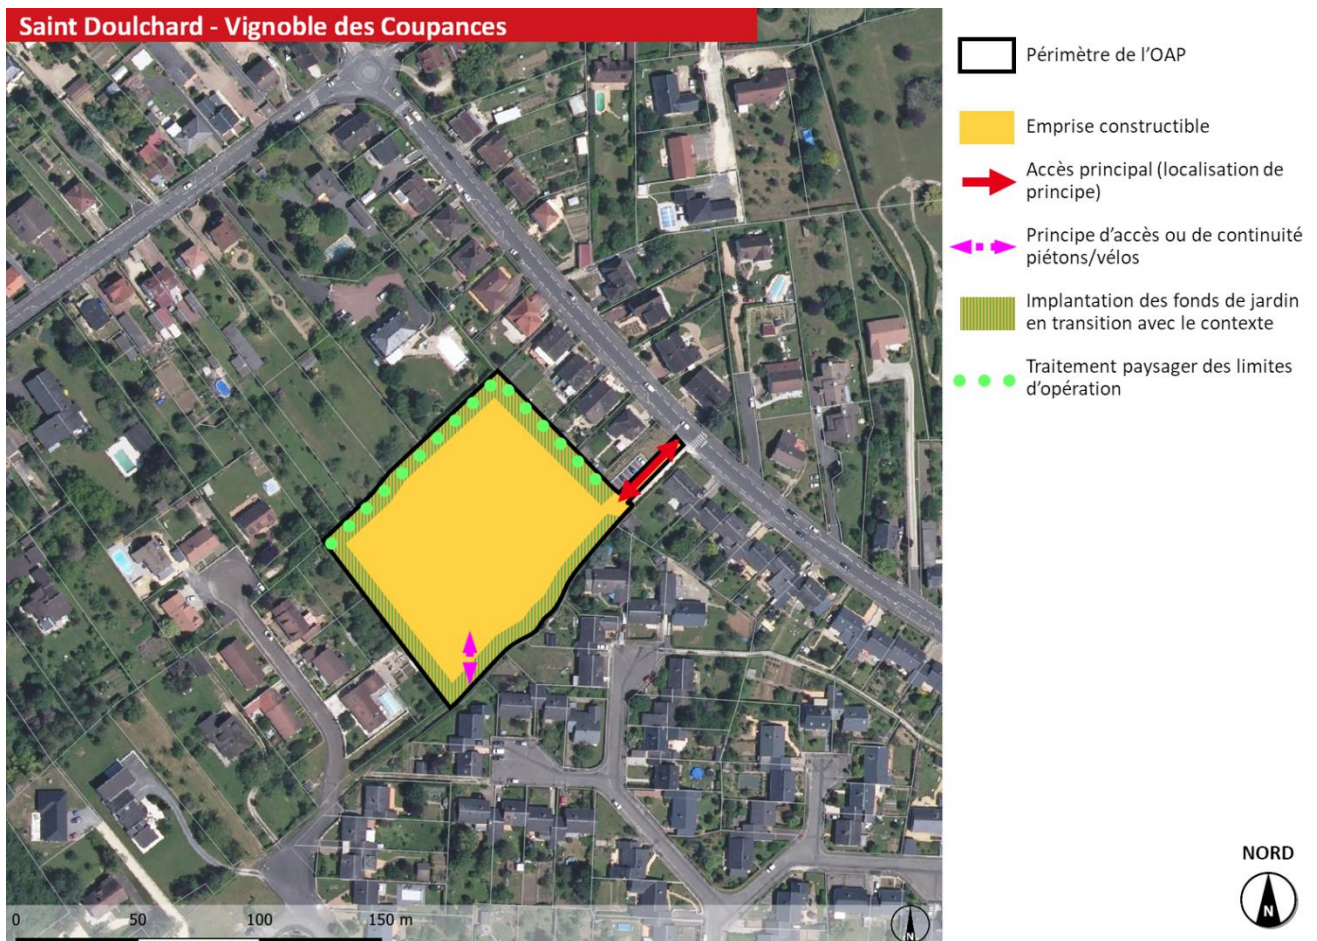 Saint Doulchard - Vignoble des Coupances
Périmètre de l'OAP
Emprise constructible
Accès principal (localisation de
principe)
Principe d'accès ou de continuité
piétons/vélos
Implantation des fonds de jardin
en transition avec le contexte
Traitement paysager des limites
d'opération
NORD
N
0 50 100 150 m
N